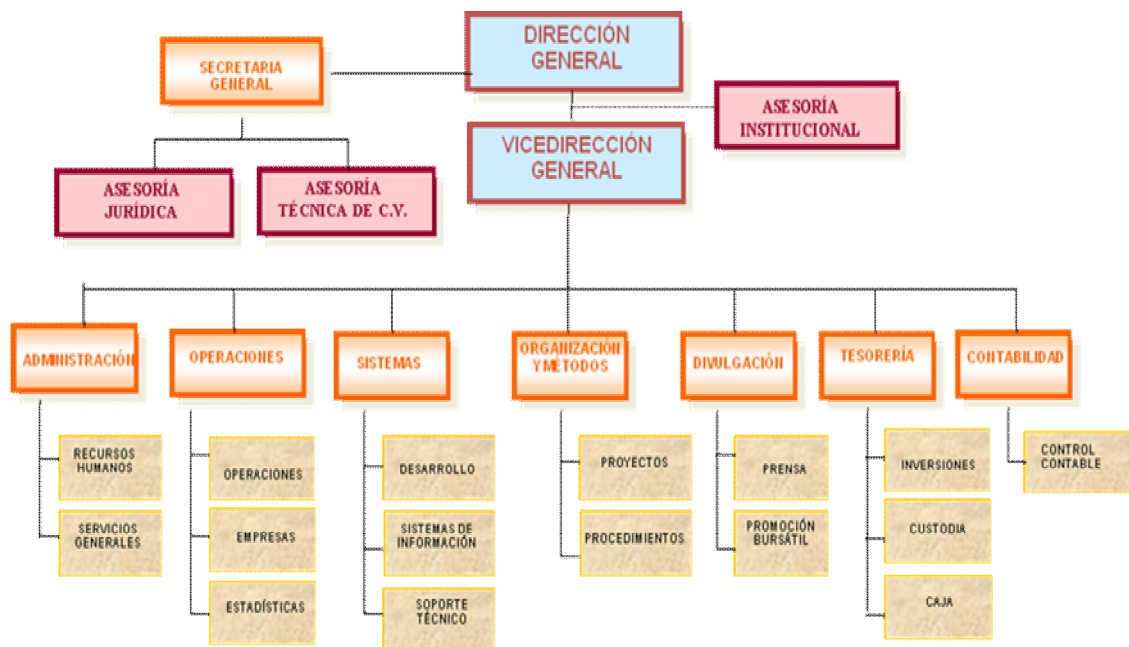 DIRECCIÓN
GENERAL
SECRETARIA
GENERAL
ASESORÍA
INSTITUCIONAL
VICEDIRECCIÓN
GENERAL
ASESORÍA
JURÍDICA
ASESORÍA
TÉCNICA DE C.V.
ADMINISTRACIÓN
OPERACIONES
SISTEMAS
ORGANIZACIÓN
Y MÉTODOS
DIVULGACIÓN
TESORERÍA
CONTABILIDAD
RECURSOS
HUMANOS
SERVICIOS
GENERALES
OPERACIONES
EMPRESAS
ESTADÍSTICAS
DESARROLLO
SISTEMAS DE
INFORMACIÓN
SOPORTE
TÉCNICO
PROYECTOS
PROCEDIMIENTOS
PRENSA
PROMOCIÓN
BURSÁTIL
INVERSIONES
CUSTODIA
CAJA
CONTROL
CONTABLE